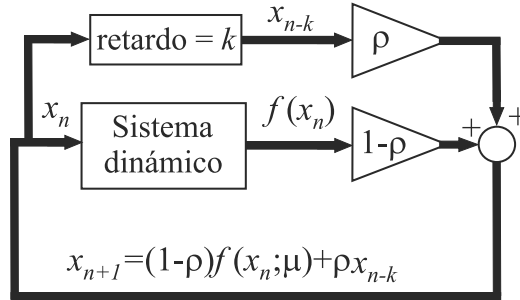 retardo = k
x_{n-k}
ρ
x_n
Sistema
dinámico
f(x_n)
1-ρ
+
+
x_{n+1}=(1-ρ)f(x_n;μ)+ρx_{n-k}